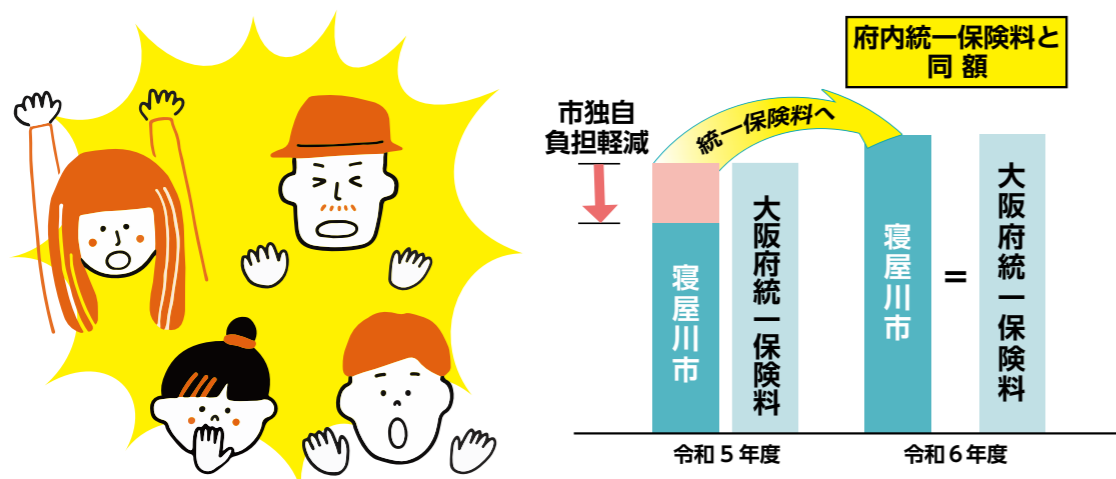 府内統一保険料と
同額
市独自
負担軽減
統一保険料へ
寝屋川市
大阪府統一保険料
寝屋川市
=
大阪府統一保険料
令和5年度
令和6年度